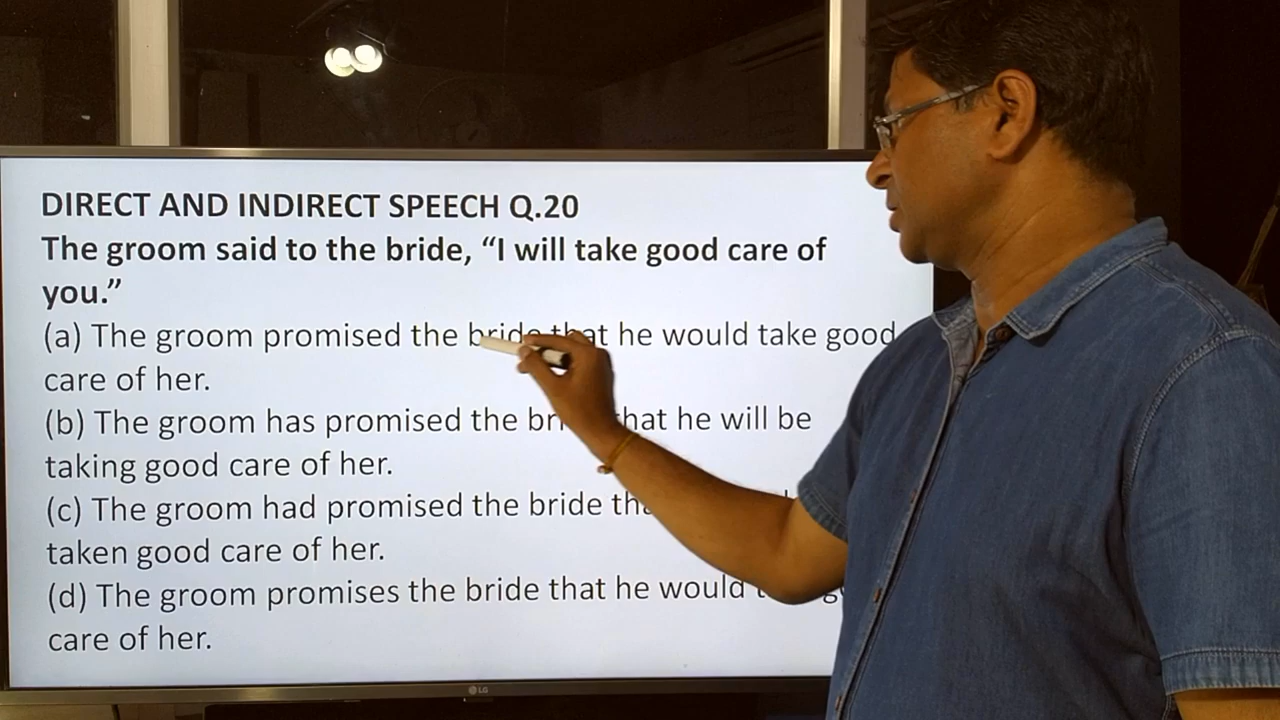 DIRECT AND INDIRECT SPEECH Q.20
The groom said to the bride, “I will take good care of
you.”
(a) The groom promised the bride that he would take good
care of her.
(b) The groom has promised the that he will be
taking good care of her.
(c) The groom had promised the bride
taken good care of her.
(d) The groom promises the bride that he would
care of her.
LG